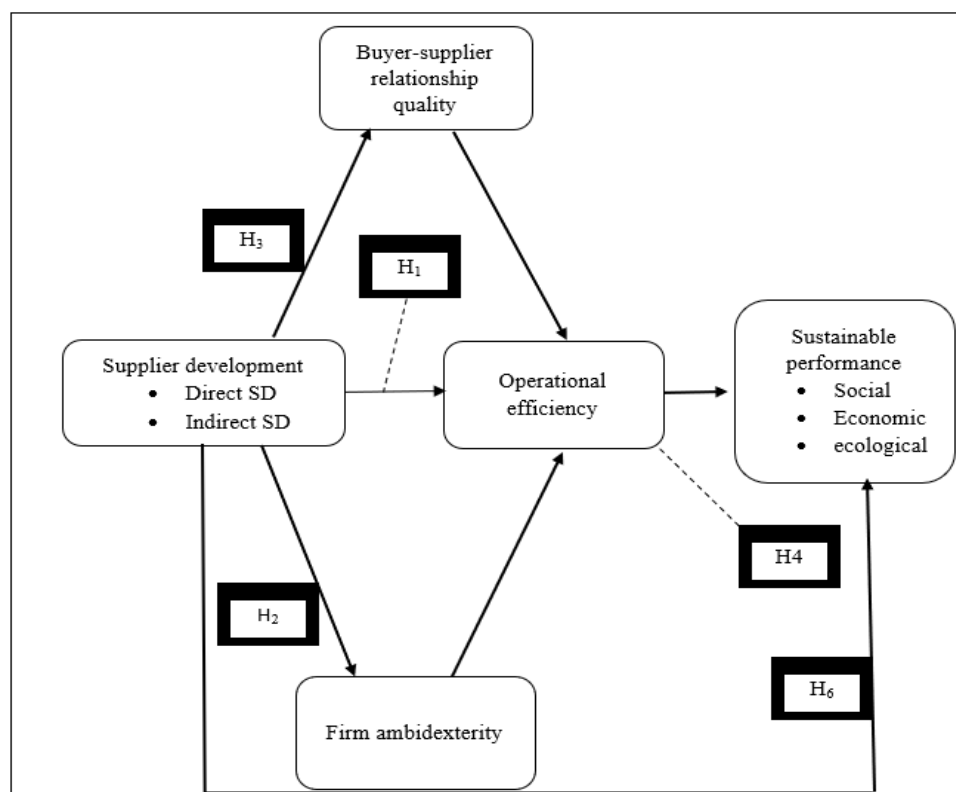 Buyer-supplier
relationship
quality
H₃
H₁
Supplier development
• Direct SD
• Indirect SD
Operational
efficiency
Sustainable
performance
• Social
• Economic
• ecological
H4
H₂
H₆
Firm ambidexterity